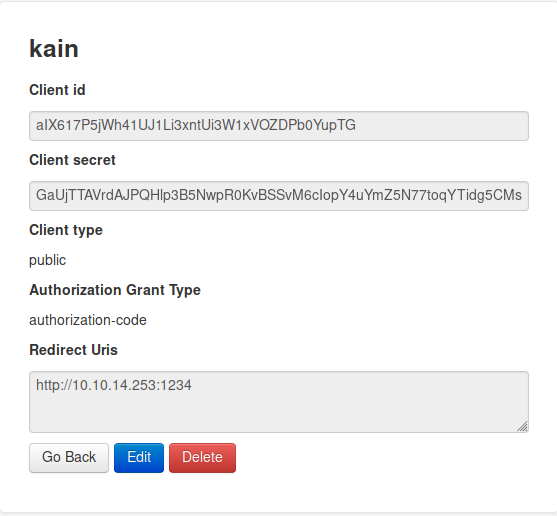 kain
Client id
aIX617P5jWh41UJ1Li3xntUi3W1xVOZDPb0YupTG
Client secret
GaUjTTAVrdAJPQHlp3B5NwpR0KvBSSvM6cIopY4uYmZ5N77toqYTidg5CMs
Client type
public
Authorization Grant Type
authorization-code
Redirect Uris
http://10.10.14.253:1234
Go Back Edit Delete